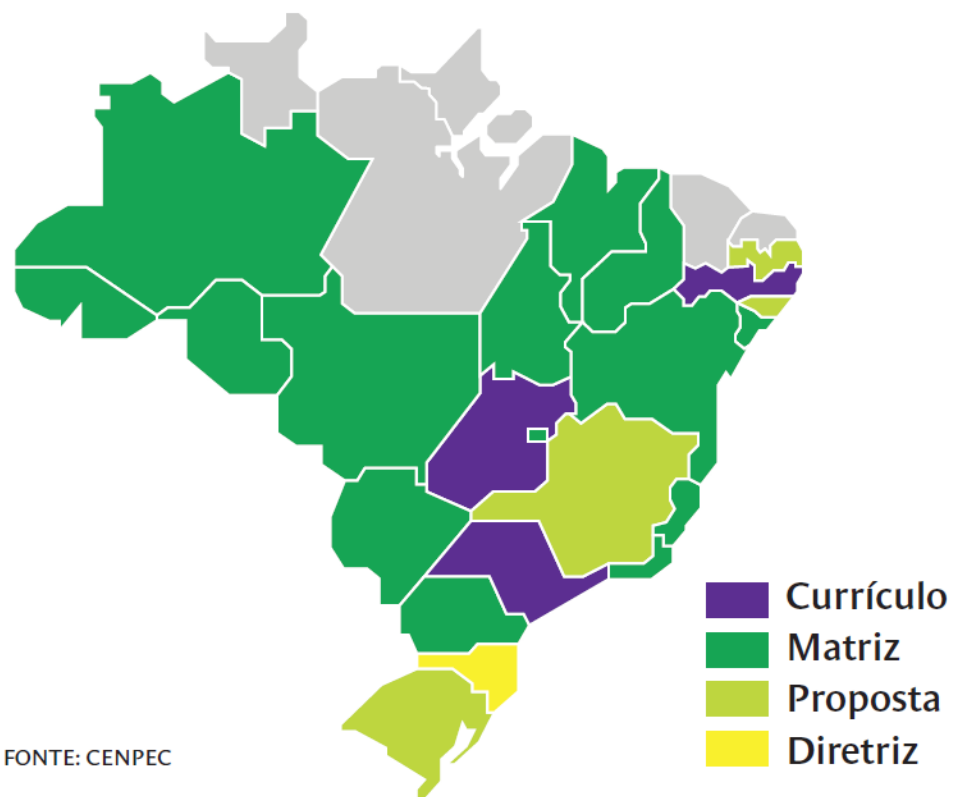 Currículo
Matriz
Proposta
Diretriz
FONTE: CENPEC